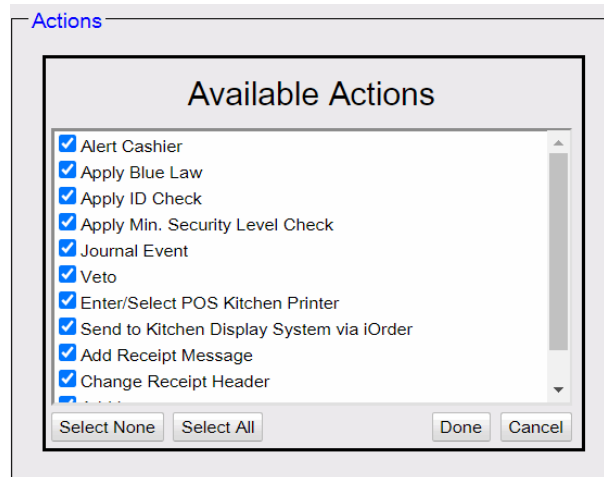 Actions
Available Actions
Alert Cashier
Apply Blue Law
Apply ID Check
Apply Min. Security Level Check
Journal Event
Veto
Enter/Select POS Kitchen Printer
Send to Kitchen Display System via iOrder
Add Receipt Message
Change Receipt Header
Select None Select All Done Cancel